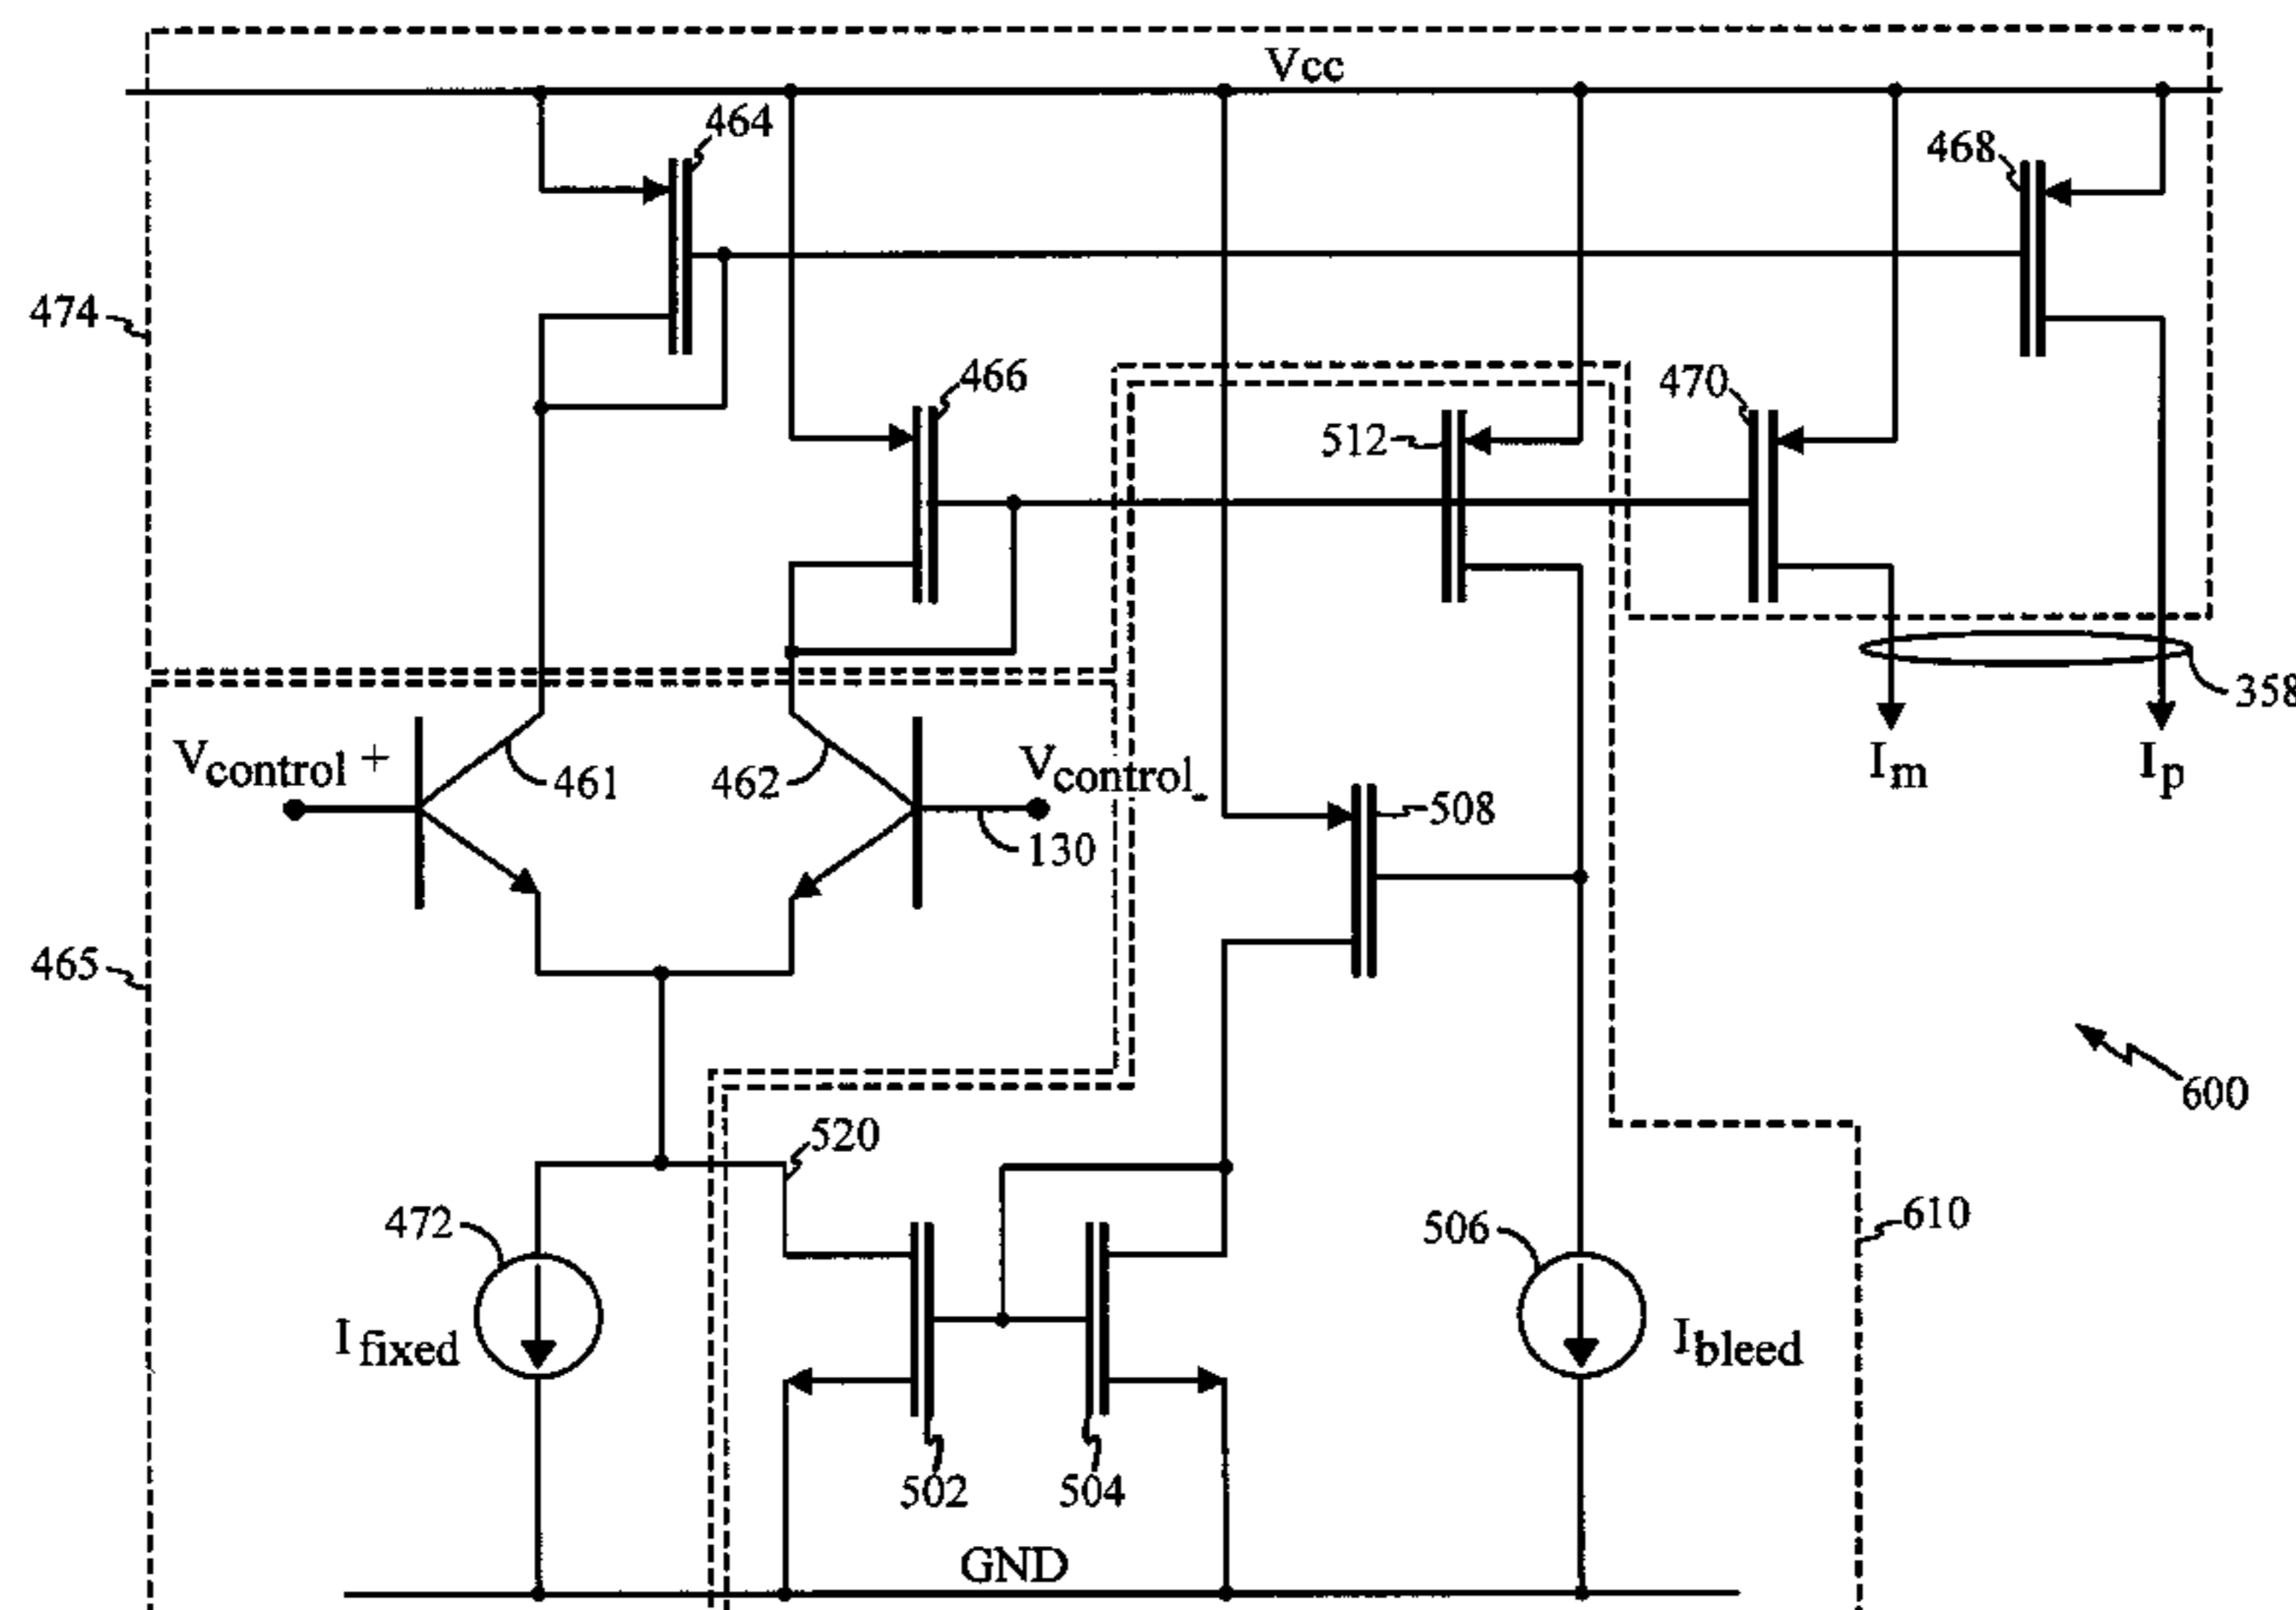 Vcc
464
468
474
466
470
512
358
Vcontrol +
461
462
Vcontrol-
130
508
Im
Ip
465
600
520
472
506
610
Ifixed
Ibleed
502
504
GND